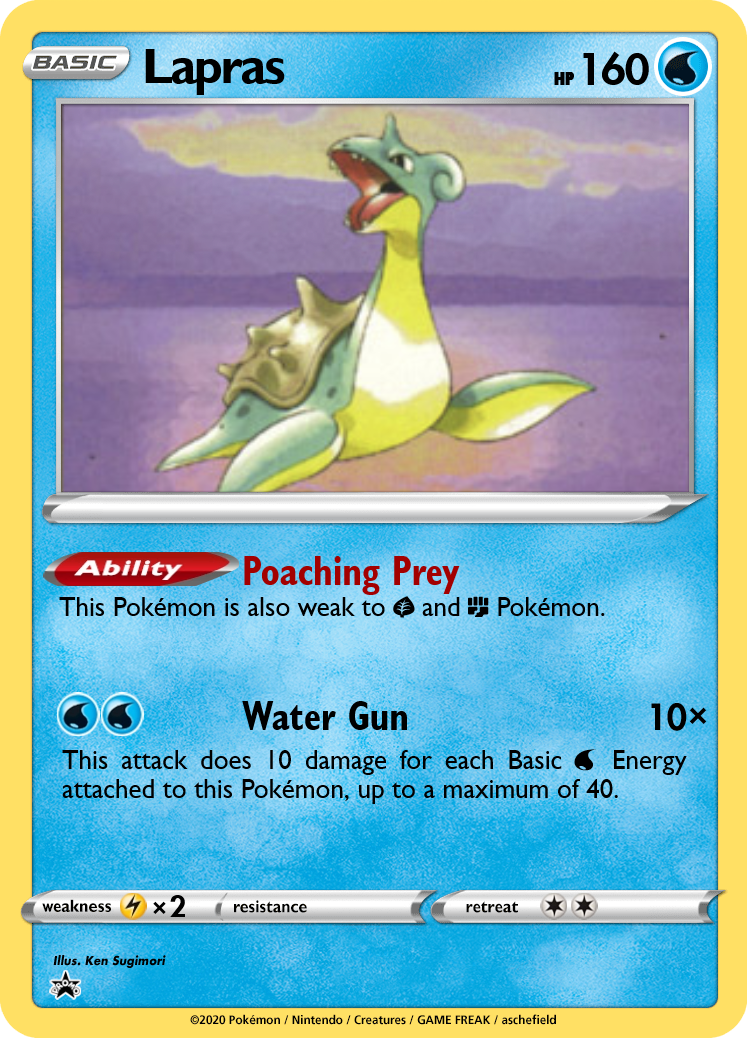 BASIC
Lapras
HP 160
Ability
Poaching Prey
This Pokémon is also weak to and Pokémon.
Water Gun
10×
This attack does 10 damage for each Basic Energy
attached to this Pokémon, up to a maximum of 40.
weakness ×2
resistance
retreat
Illus. Ken Sugimori
PROMO
©2020 Pokémon / Nintendo / Creatures / GAME FREAK / aschefield